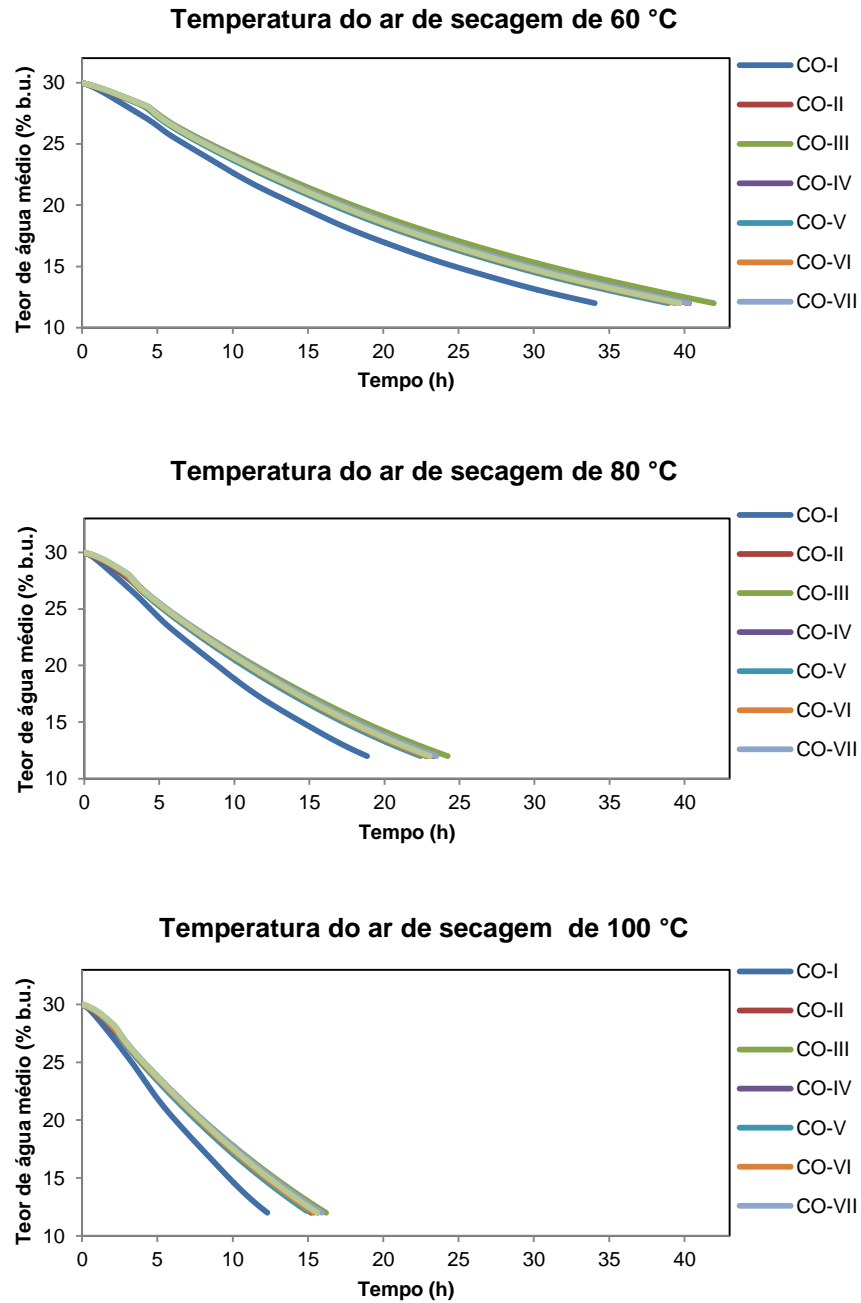 Temperatura do ar de secagem de 60 °C
Teor de água médio (% b.u.)
30
25
20
15
10
0 5 10 15 20 25 30 35 40
Tempo (h)
CO-I
CO-II
CO-III
CO-IV
CO-V
CO-VI
CO-VII
Temperatura do ar de secagem de 80 °C
Teor de água médio (% b.u.)
30
25
20
15
10
0 5 10 15 20 25 30 35 40
Tempo (h)
CO-I
CO-II
CO-III
CO-IV
CO-V
CO-VI
CO-VII
Temperatura do ar de secagem  de 100 °C
Teor de água médio (% b.u.)
30
25
20
15
10
0 5 10 15 20 25 30 35 40
Tempo (h)
CO-I
CO-II
CO-III
CO-IV
CO-V
CO-VI
CO-VII